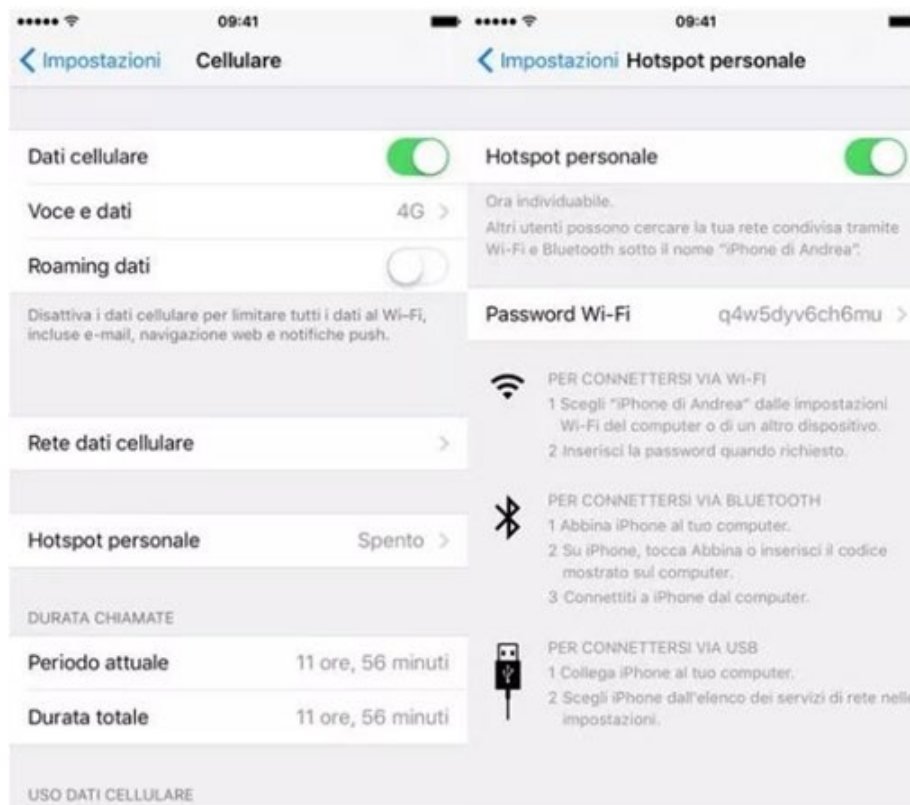 09:41
Impostazioni Cellulare
Dati cellulare
Voce e dati 4G
Roaming dati
Disattiva i dati cellulare per limitare tutti i dati al Wi-Fi,
incluse e-mail, navigazione web e notifiche push.
Rete dati cellulare
Hotspot personale Spento
DURATA CHIAMATE
Periodo attuale 11 ore, 56 minuti
Durata totale 11 ore, 56 minuti
USO DATI CELLULARE
09:41
Impostazioni Hotspot personale
Hotspot personale
Ora individuabile.
Altri utenti possono cercare la tua rete condivisa tramite
Wi-Fi e Bluetooth sotto il nome "iPhone di Andrea".
Password Wi-Fi q4w5dyv6ch6mu
PER CONNETTERSI VIA WI-FI
1 Scegli "iPhone di Andrea" dalle impostazioni
Wi-Fi del computer o di un altro dispositivo.
2 Inserisci la password quando richiesto.
PER CONNETTERSI VIA BLUETOOTH
1 Abbina iPhone al tuo computer.
2 Su iPhone, tocca Abbina o inserisci il codice
mostrato sul computer.
3 Connettiti a iPhone dal computer.
PER CONNETTERSI VIA USB
1 Collega iPhone al tuo computer.
2 Scegli iPhone dall'elenco dei servizi di rete nelle
impostazioni.